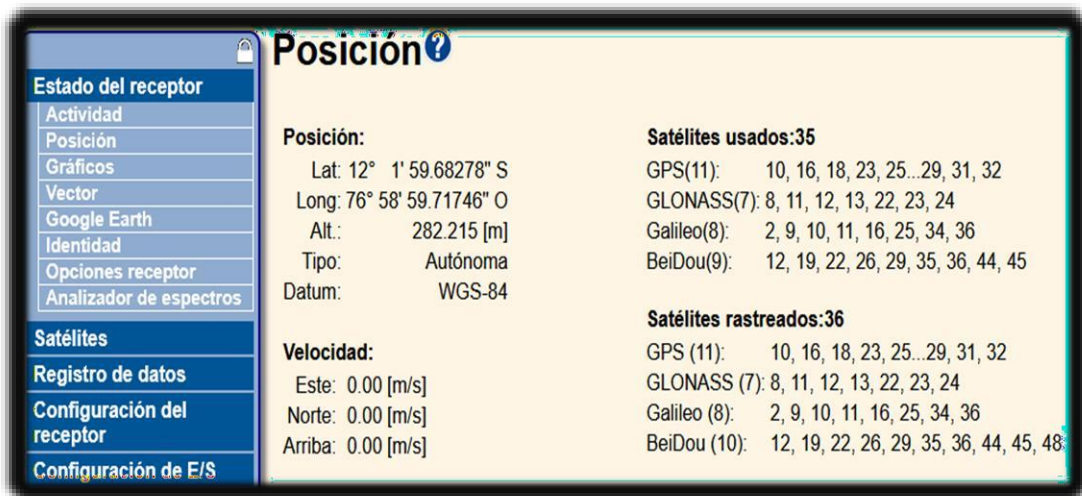 Posición
Estado del receptor
Actividad
Posición
Gráficos
Vector
Google Earth
Identidad
Opciones receptor
Analizador de espectros
Satélites
Registro de datos
Configuración del
receptor
Configuración de E/S
Posición:
Lat: 12° 1' 59.68278" S
Long: 76° 58' 59.71746" O
Alt.: 282.215 [m]
Tipo: Autónoma
Datum: WGS-84
Velocidad:
Este: 0.00 [m/s]
Norte: 0.00 [m/s]
Arriba: 0.00 [m/s]
Satélites usados:35
GPS(11): 10, 16, 18, 23, 25...29, 31, 32
GLONASS(7): 8, 11, 12, 13, 22, 23, 24
Galileo(8): 2, 9, 10, 11, 16, 25, 34, 36
BeiDou(9): 12, 19, 22, 26, 29, 35, 36, 44, 45
Satélites rastreados:36
GPS (11): 10, 16, 18, 23, 25...29, 31, 32
GLONASS (7): 8, 11, 12, 13, 22, 23, 24
Galileo (8): 2, 9, 10, 11, 16, 25, 34, 36
BeiDou (10): 12, 19, 22, 26, 29, 35, 36, 44, 45, 48